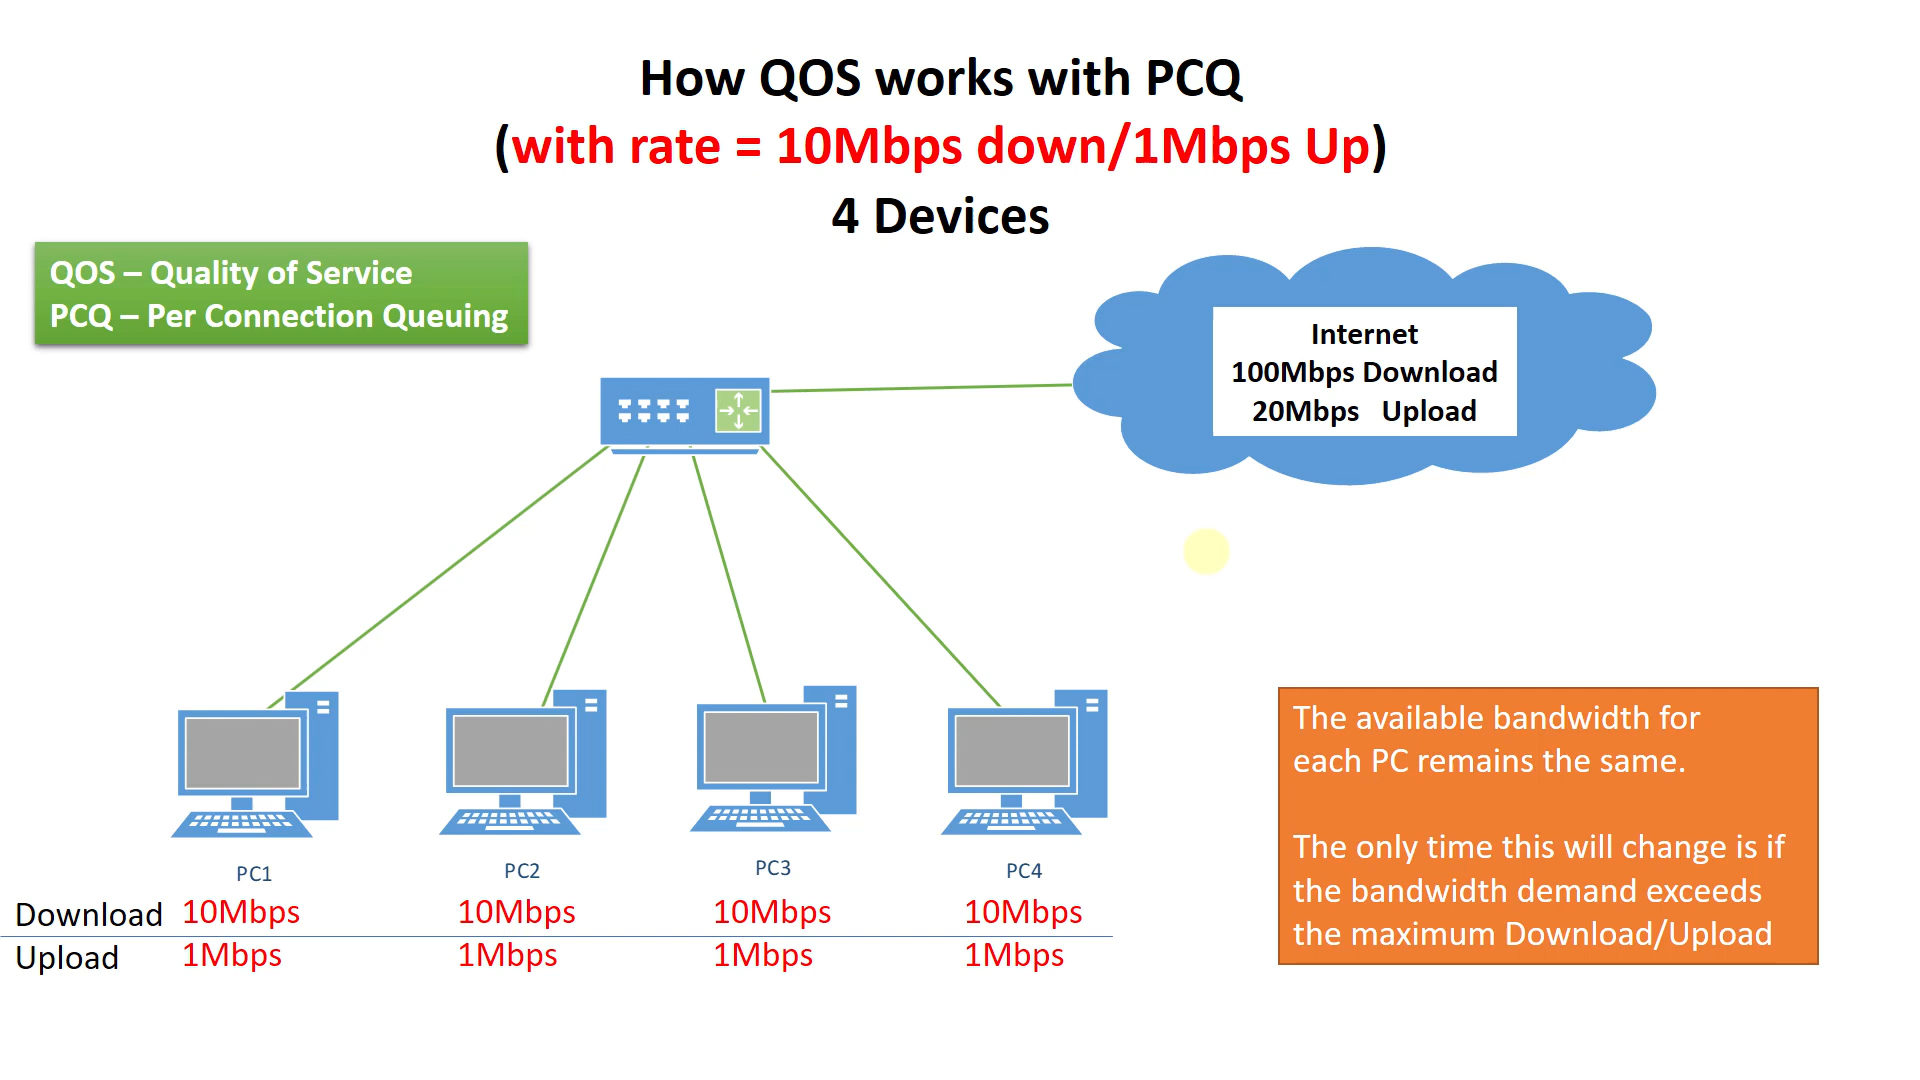 How QOS works with PCQ
(with rate = 10Mbps down/1Mbps Up)
4 Devices
QOS – Quality of Service
PCQ – Per Connection Queuing
Internet
100Mbps Download
20Mbps Upload
PC1
PC2
PC3
PC4
Download 10Mbps 10Mbps 10Mbps 10Mbps
Upload 1Mbps 1Mbps 1Mbps 1Mbps
The available bandwidth for
each PC remains the same.
The only time this will change is if
the bandwidth demand exceeds
the maximum Download/Upload